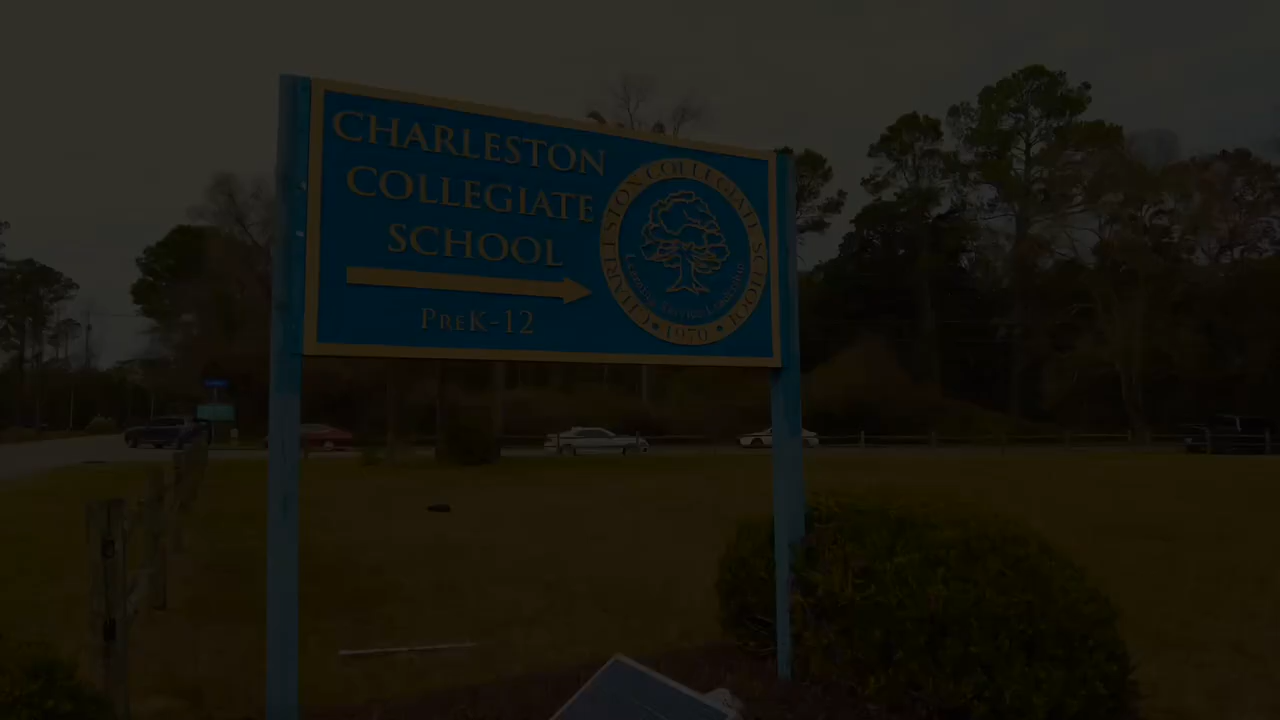 CHARLESTON
COLLEGIATE
SCHOOL
PREK-12
CHARLESTON COLLEGIATE SCHOOL
• 1970 •